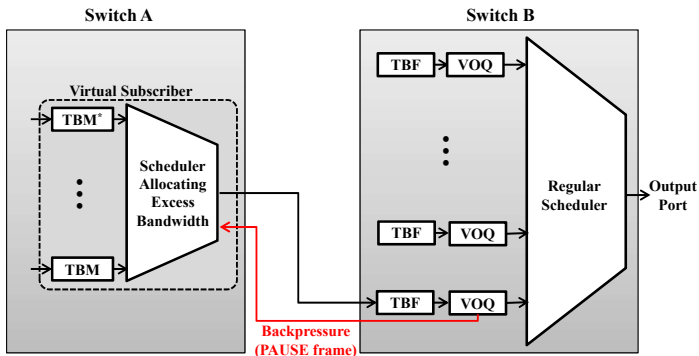 Switch A
Switch B
Virtual Subscriber
TBM*
Scheduler
Allocating
Excess
Bandwidth
TBM
TBF
VOQ
TBF
VOQ
TBF
VOQ
Regular
Scheduler
Output
Port
Backpressure
(PAUSE frame)